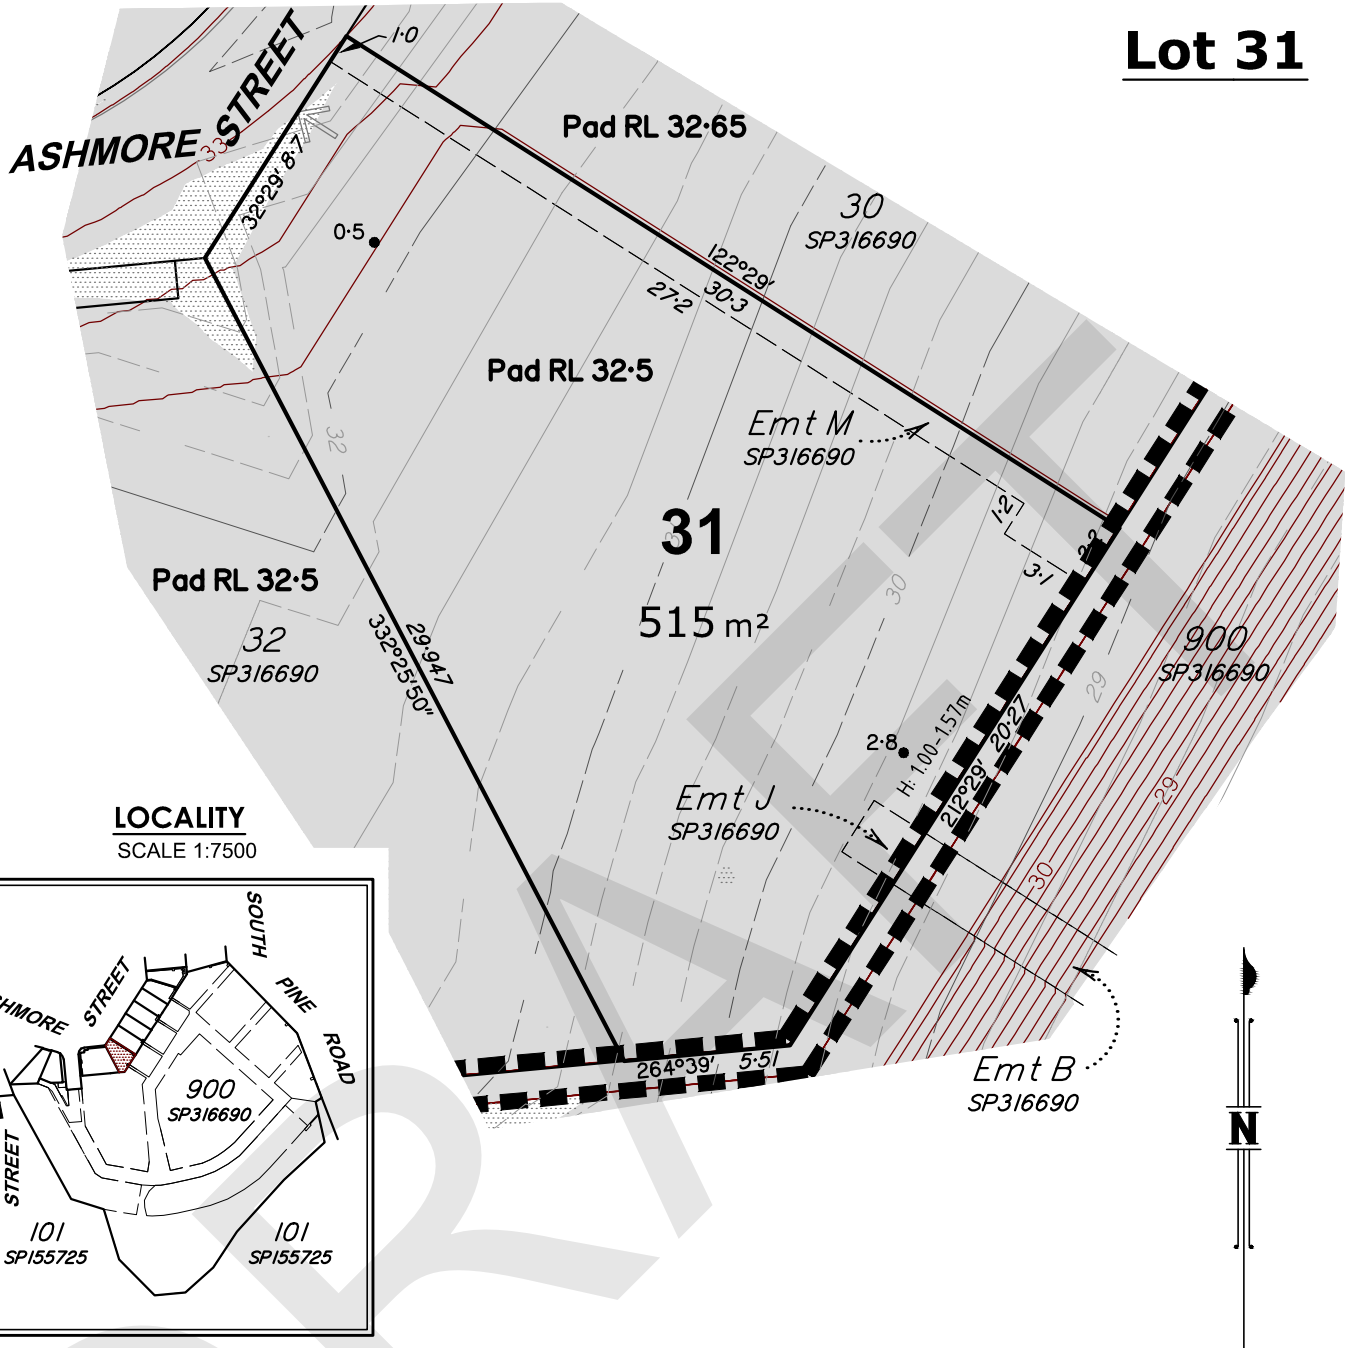 Lot 31
1·0
ASHMORE STREET
33
32°29' 8·7
Pad RL 32·65
30
SP316690
0·5
122°29'
30·3
27·2
Pad RL 32·5
Emt M
SP316690
32
31
515 m²
1·2
2·2
3·1
30
Pad RL 32·5
32
SP316690
29·947
332°25'50"
900
SP316690
29
H: 1.00-1.57m
212°29' 20·27
2·8
Emt J
SP316690
29
30
264°39' 5·51
Emt B
SP316690
LOCALITY
SCALE 1:7500
SOUTH
PINE
ROAD
STREET
HMORE
900
SP316690
STREET
101
SP155725
101
SP155725
N
DRAFT